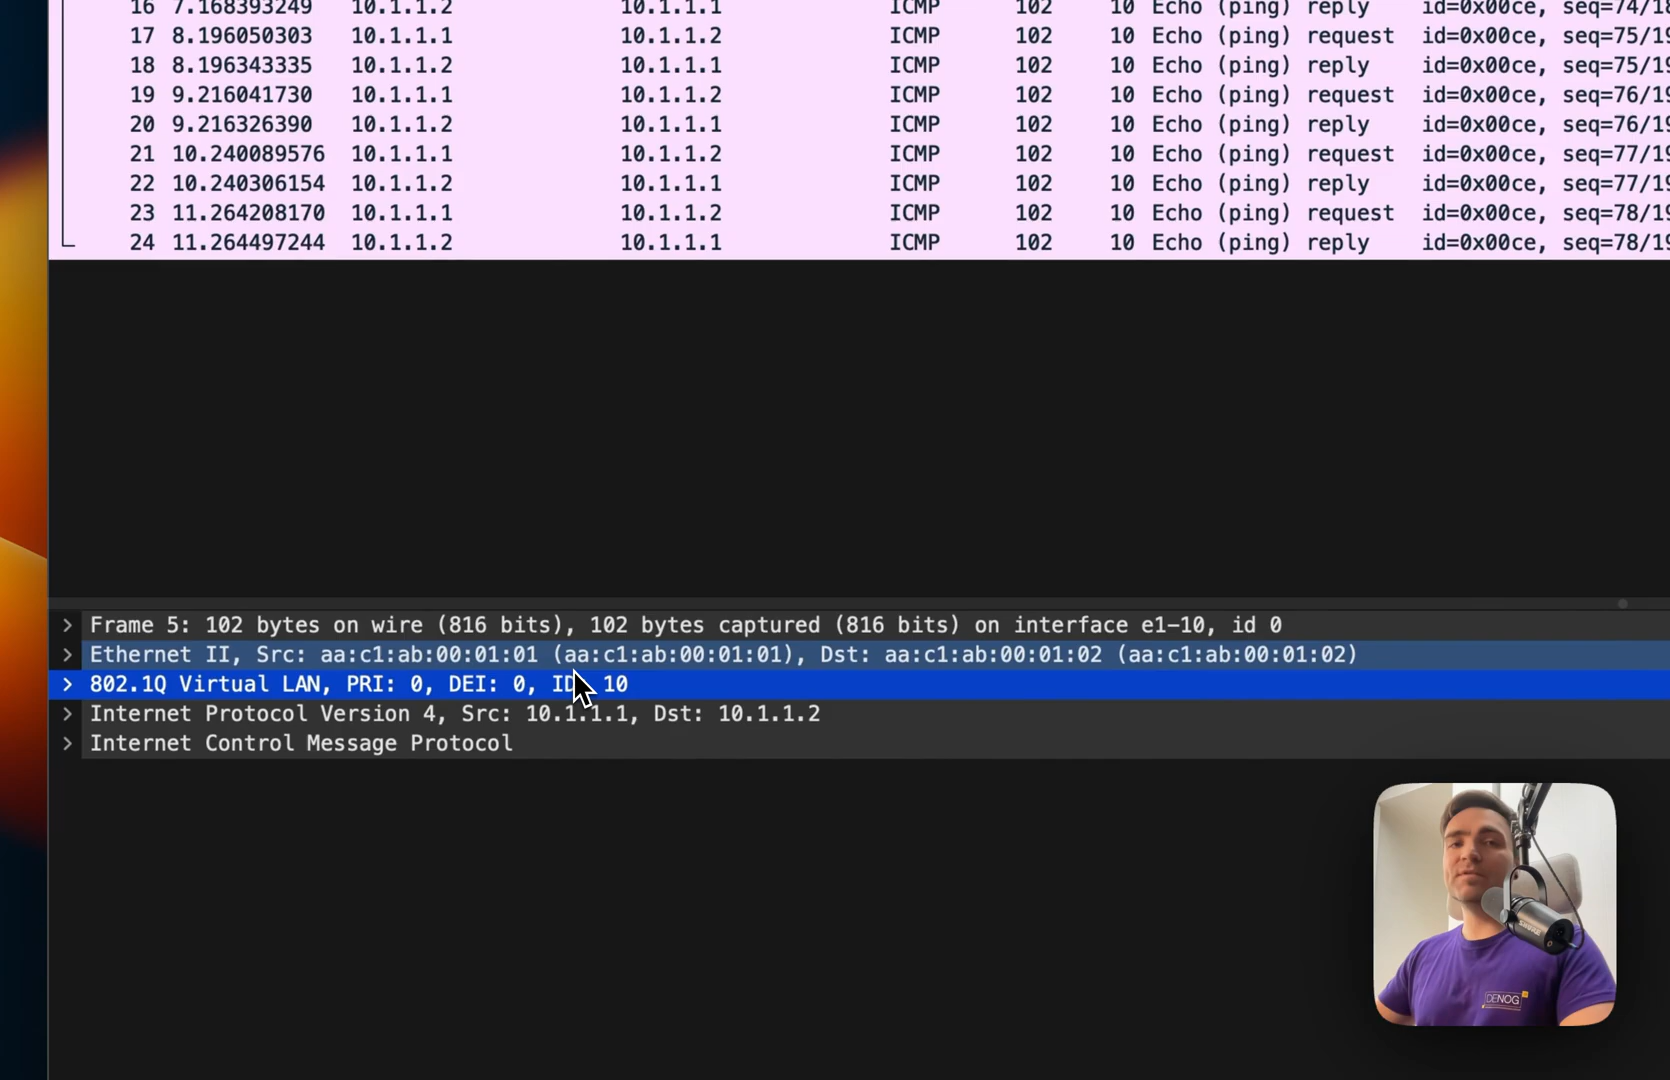 16 7.168393249 10.1.1.2 10.1.1.1 ICMP 102 10 Echo (ping) reply id=0x00ce, seq=74/18
17 8.196050303 10.1.1.1 10.1.1.2 ICMP 102 10 Echo (ping) request id=0x00ce, seq=75/19
18 8.196343335 10.1.1.2 10.1.1.1 ICMP 102 10 Echo (ping) reply id=0x00ce, seq=75/19
19 9.216041730 10.1.1.1 10.1.1.2 ICMP 102 10 Echo (ping) request id=0x00ce, seq=76/19
20 9.216326390 10.1.1.2 10.1.1.1 ICMP 102 10 Echo (ping) reply id=0x00ce, seq=76/19
21 10.240089576 10.1.1.1 10.1.1.2 ICMP 102 10 Echo (ping) request id=0x00ce, seq=77/19
22 10.240306154 10.1.1.2 10.1.1.1 ICMP 102 10 Echo (ping) reply id=0x00ce, seq=77/19
23 11.264208170 10.1.1.1 10.1.1.2 ICMP 102 10 Echo (ping) request id=0x00ce, seq=78/19
24 11.264497244 10.1.1.2 10.1.1.1 ICMP 102 10 Echo (ping) reply id=0x00ce, seq=78/19
Frame 5: 102 bytes on wire (816 bits), 102 bytes captured (816 bits) on interface e1-10, id 0
Ethernet II, Src: aa:c1:ab:00:01:01 (aa:c1:ab:00:01:01), Dst: aa:c1:ab:00:01:02 (aa:c1:ab:00:01:02)
802.1Q Virtual LAN, PRI: 0, DEI: 0, ID 10
Internet Protocol Version 4, Src: 10.1.1.1, Dst: 10.1.1.2
Internet Control Message Protocol
DENOG